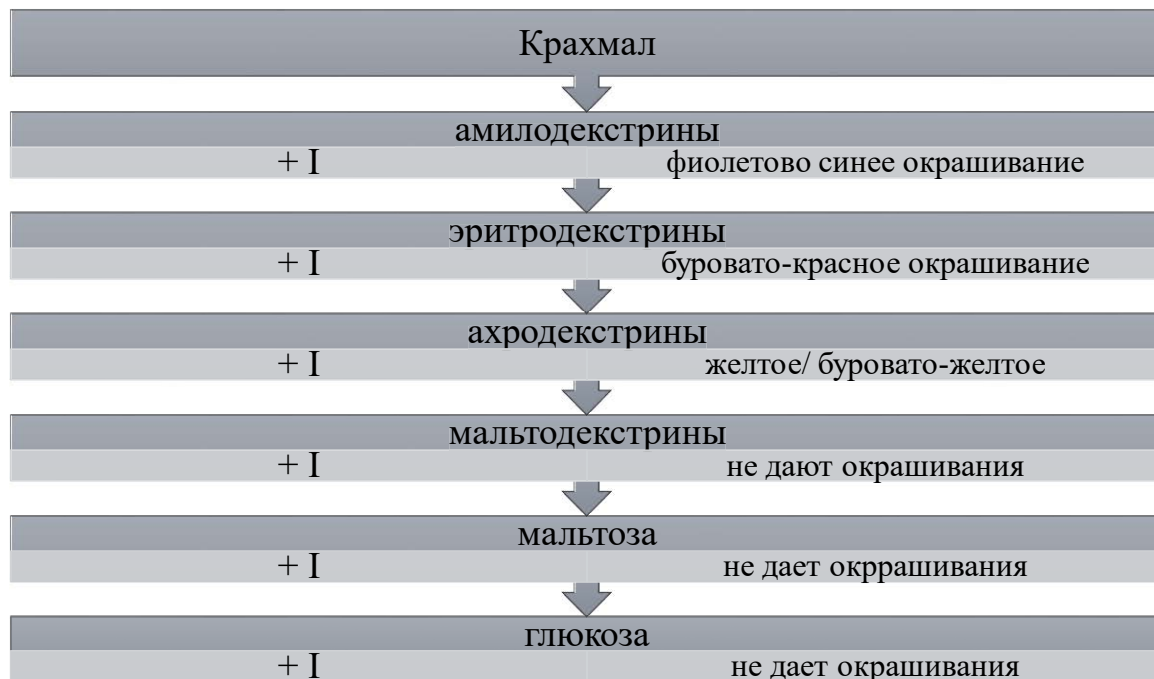 Крахмал
амилодекстрины
+ I фиолетово синее окрашивание
эритродекстрины
+ I буровато-красное окрашивание
ахродекстрины
+ I желтое/ буровато-желтое
мальтодекстрины
+ I не дают окрашивания
мальтоза
+ I не дает окррашивания
глюкоза
+ I не дает окрашивания